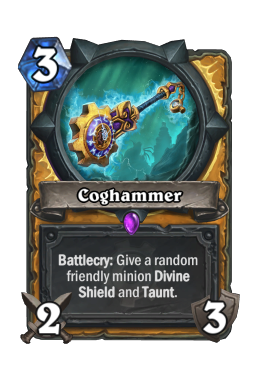 3
Coghammer
Battlecry: Give a random
friendly minion Divine
Shield and Taunt.
2
3